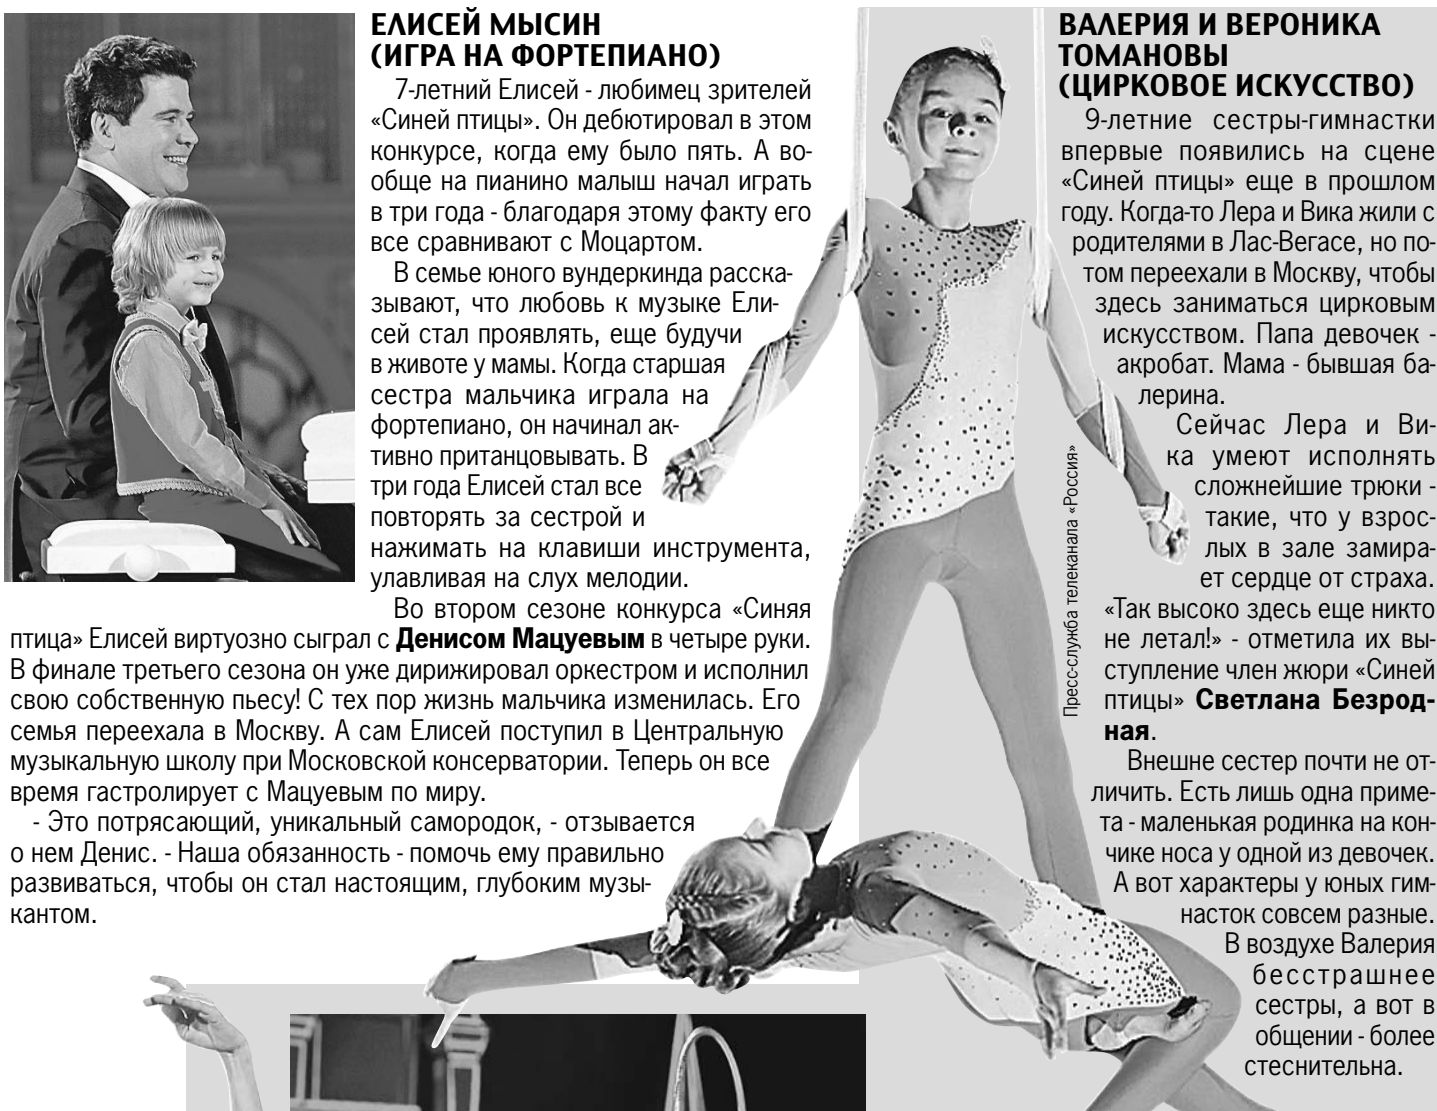 ЕЛИСЕЙ МЫСИН
(ИГРА НА ФОРТЕПИАНО)
7-летний Елисей - любимец зрителей
«Синей птицы». Он дебютировал в этом
конкурсе, когда ему было пять. А во-
обще на пианино малыш начал играть
в три года - благодаря этому факту его
все сравнивают с Моцартом.
В семье юного вундеркинда расска-
зывают, что любовь к музыке Ели-
сей стал проявлять, еще будучи
в животе у мамы. Когда старшая
сестра мальчика играла на
фортепиано, он начинал ак-
тивно пританцовывать. В
три года Елисей стал все
повторять за сестрой и
нажимать на клавиши инструмента,
улавливая на слух мелодии.
Во втором сезоне конкурса «Синяя
птица» Елисей виртуозно сыграл с Денисом Мацуевым в четыре руки.
В финале третьего сезона он уже дирижировал оркестром и исполнил
свою собственную пьесу! С тех пор жизнь мальчика изменилась. Его
семья переехала в Москву. А сам Елисей поступил в Центральную
музыкальную школу при Московской консерватории. Теперь он все
время гастролирует с Мацуевым по миру.
- Это потрясающий, уникальный самородок, - отзывается
о нем Денис. - Наша обязанность - помочь ему правильно
развиваться, чтобы он стал настоящим, глубоким музы-
кантом.
ВАЛЕРИЯ И ВЕРОНИКА
ТОМАНОВЫ
(ЦИРКОВОЕ ИСКУССТВО)
9-летние сестры-гимнастки
впервые появились на сцене
«Синей птицы» еще в прошлом
году. Когда-то Лера и Вика жили с
родителями в Лас-Вегасе, но по-
том переехали в Москву, чтобы
здесь заниматься цирковым
искусством. Папа девочек -
акробат. Мама - бывшая ба-
лерина.
Сейчас Лера и Ви-
ка умеют исполнять
сложнейшие трюки -
такие, что у взрос-
лых в зале замира-
ет сердце от страха.
«Так высоко здесь еще никто
не летал!» - отметила их вы-
ступление член жюри «Синей
птицы» Светлана Безрод-
ная.
Внешне сестер почти не от-
личить. Есть лишь одна приме-
та - маленькая родинка на кон-
чике носа у одной из девочек.
А вот характеры у юных гим-
насток совсем разные.
В воздухе Валерия
бесстрашнее
сестры, а вот в
общении - более
стеснительна.
Пресс-служба телеканала «Россия»